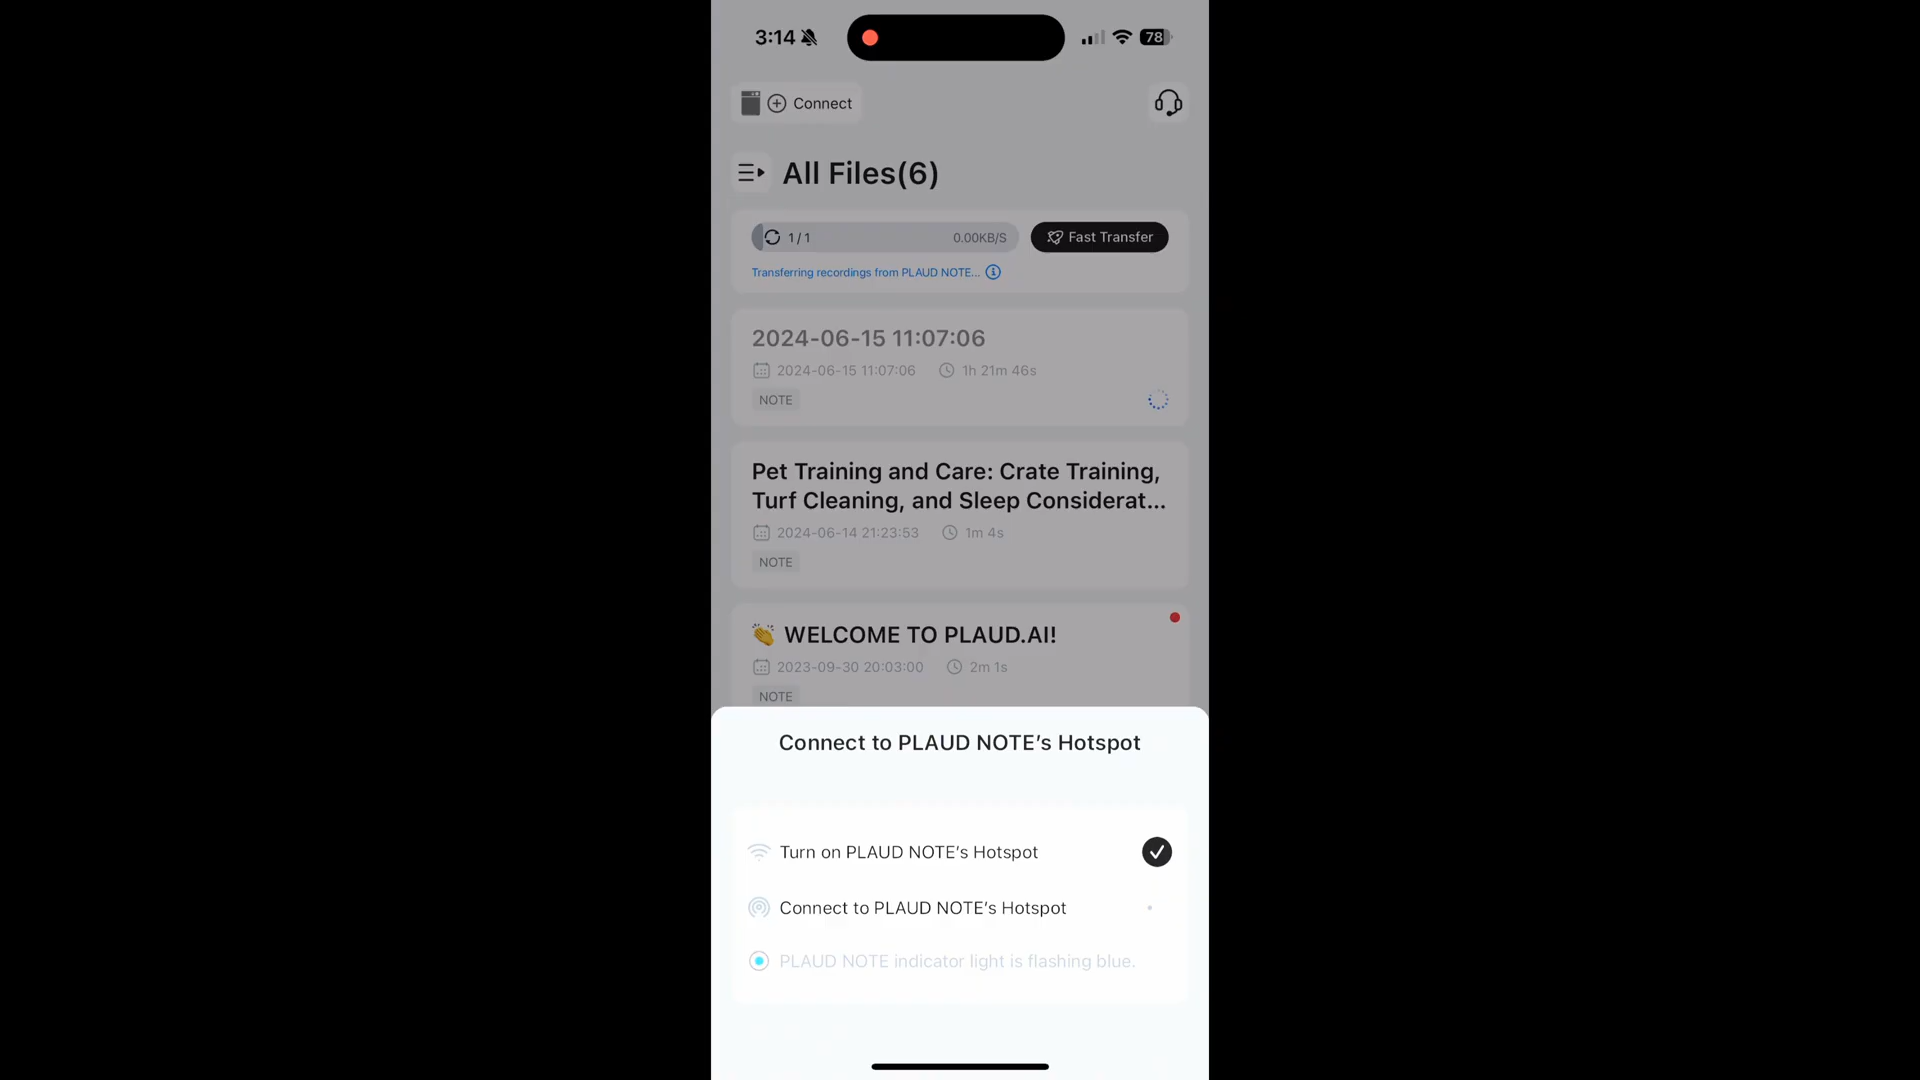 3:14
78
Connect
All Files(6)
1 / 1
0.00KB/S
Fast Transfer
Transferring recordings from PLAUD NOTE...
2024-06-15 11:07:06
2024-06-15 11:07:06
1h 21m 46s
NOTE
Pet Training and Care: Crate Training,
Turf Cleaning, and Sleep Considerat...
2024-06-14 21:23:53
1m 4s
NOTE
👏 WELCOME TO PLAUD.AI!
2023-09-30 20:03:00
2m 1s
NOTE
Connect to PLAUD NOTE’s Hotspot
Turn on PLAUD NOTE’s Hotspot
Connect to PLAUD NOTE’s Hotspot
PLAUD NOTE indicator light is flashing blue.